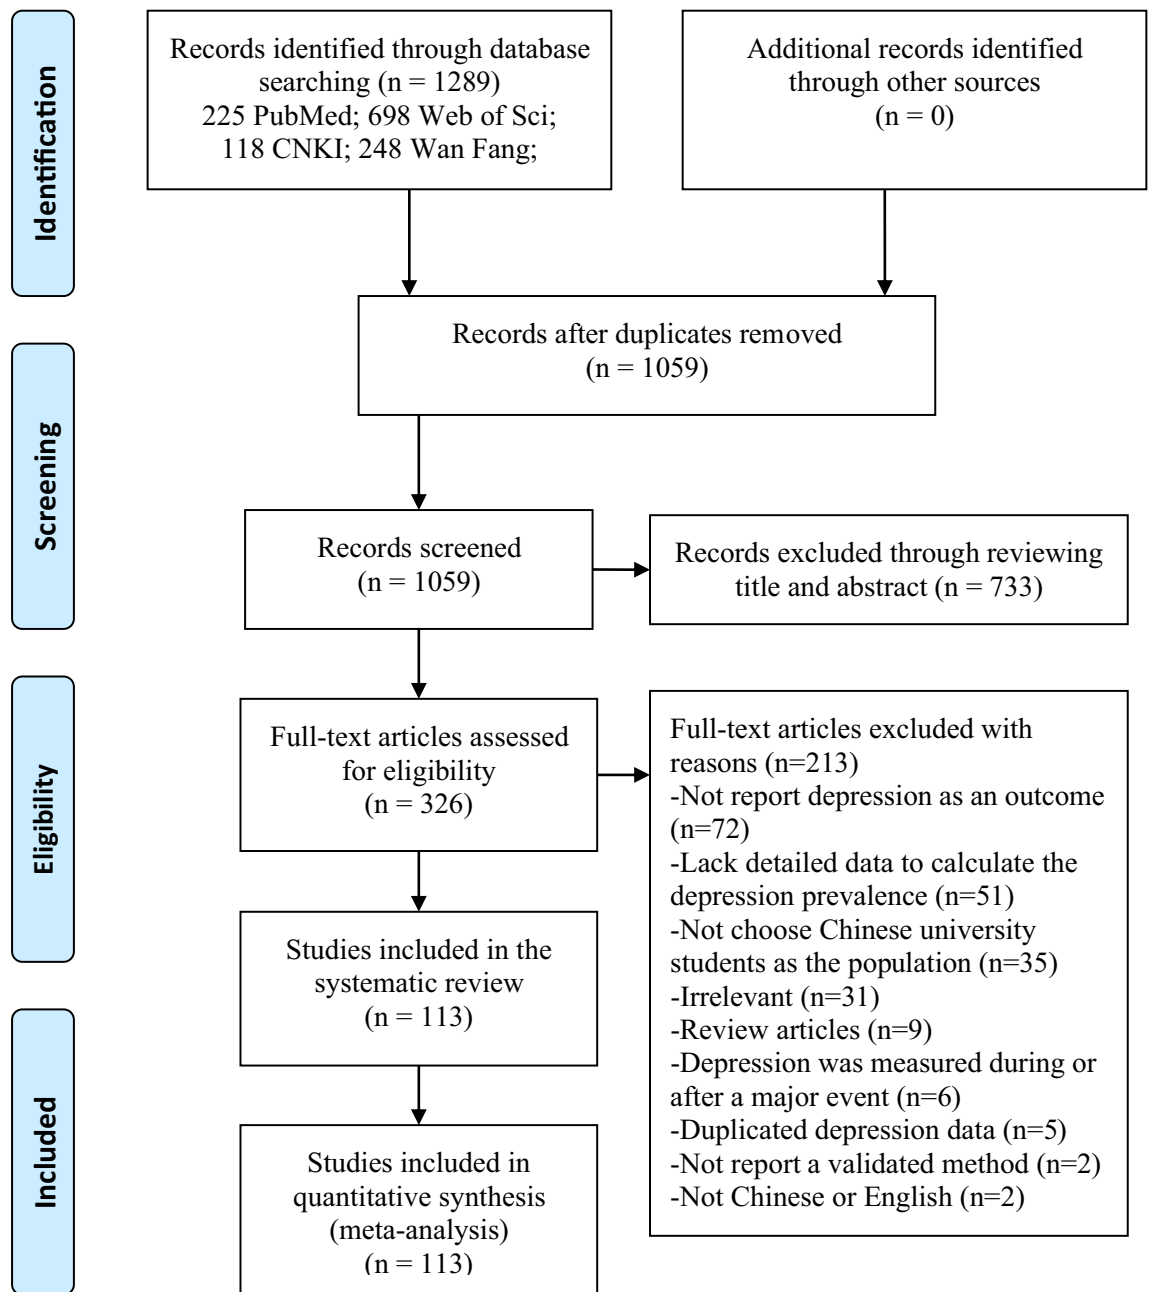 Identification
Records identified through database
searching (n = 1289)
225 PubMed; 698 Web of Sci;
118 CNKI; 248 Wan Fang;
Additional records identified
through other sources
(n = 0)
Records after duplicates removed
(n = 1059)
Screening
Records screened
(n = 1059)
Records excluded through reviewing
title and abstract (n = 733)
Eligibility
Full-text articles assessed
for eligibility
(n = 326)
Full-text articles excluded with
reasons (n=213)
-Not report depression as an outcome
(n=72)
-Lack detailed data to calculate the
depression prevalence (n=51)
-Not choose Chinese university
students as the population (n=35)
-Irrelevant (n=31)
-Review articles (n=9)
-Depression was measured during or
after a major event (n=6)
-Duplicated depression data (n=5)
-Not report a validated method (n=2)
-Not Chinese or English (n=2)
Studies included in the
systematic review
(n = 113)
Included
Studies included in
quantitative synthesis
(meta-analysis)
(n = 113)